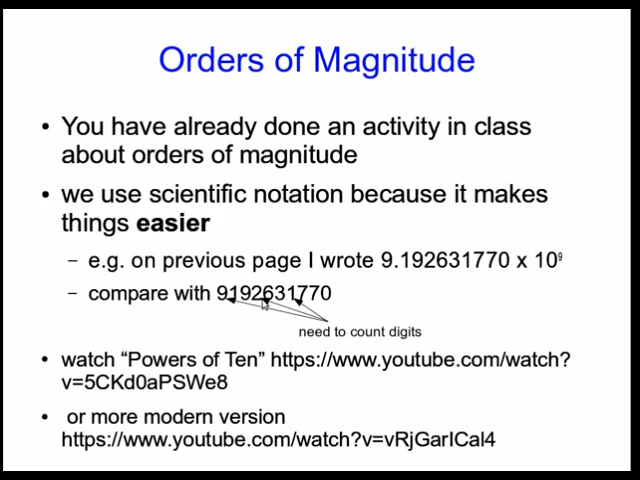 Orders of Magnitude
• You have already done an activity in class
about orders of magnitude
• we use scientific notation because it makes
things easier
– e.g. on previous page I wrote 9.192631770 x 10⁹
– compare with 9192631770
need to count digits
• watch “Powers of Ten” https://www.youtube.com/watch?
v=5CKd0aPSWe8
• or more modern version
https://www.youtube.com/watch?v=vRjGarICal4